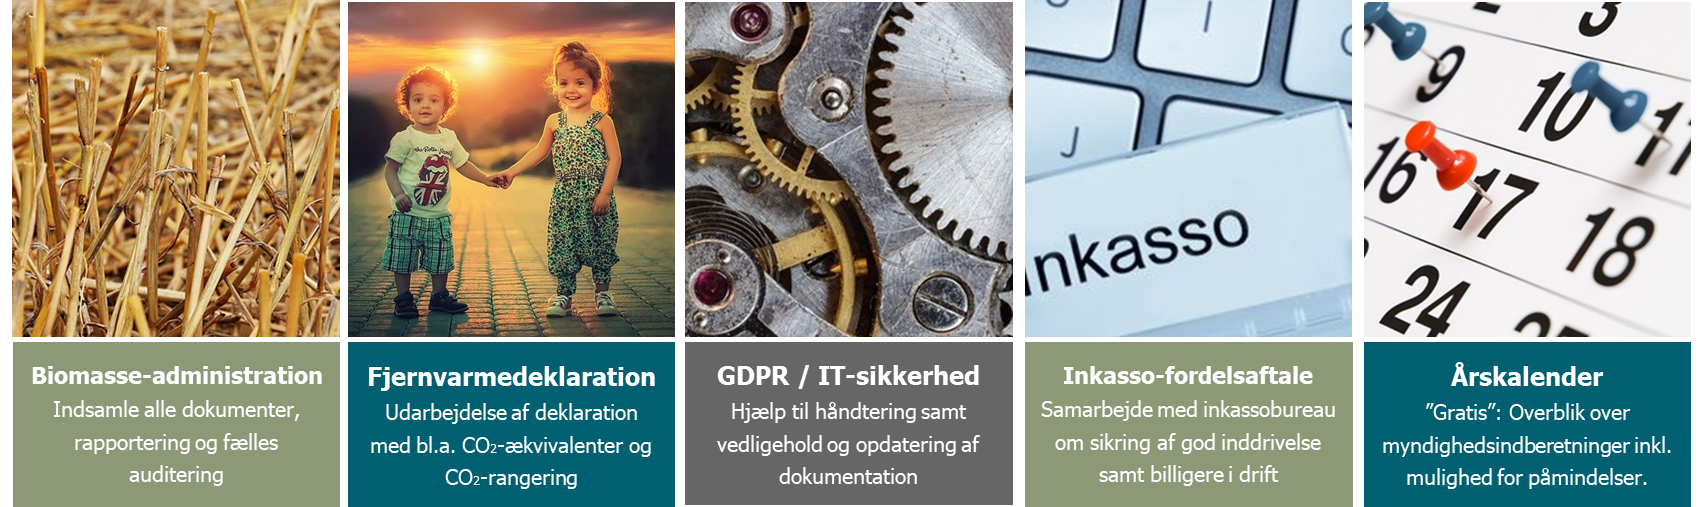 I
J
inkasso
3
9
10
11
16
17
18
24
Biomasse-administration
Indsamle alle dokumenter,
rapportering og fælles
auditering
Fjernvarmedeklaration
Udarbejdelse af deklaration
med bl.a. CO₂-ækvivalenter og
CO₂-rangering
GDPR / IT-sikkerhed
Hjælp til håndtering samt
vedligehold og opdatering af
dokumentation
Inkasso-fordelsaftale
Samarbejde med inkassobureau
om sikring af god inddrivelse
samt billigere i drift
Årskalender
”Gratis”: Overblik over
myndighedsindberetninger inkl.
mulighed for påmindelser.